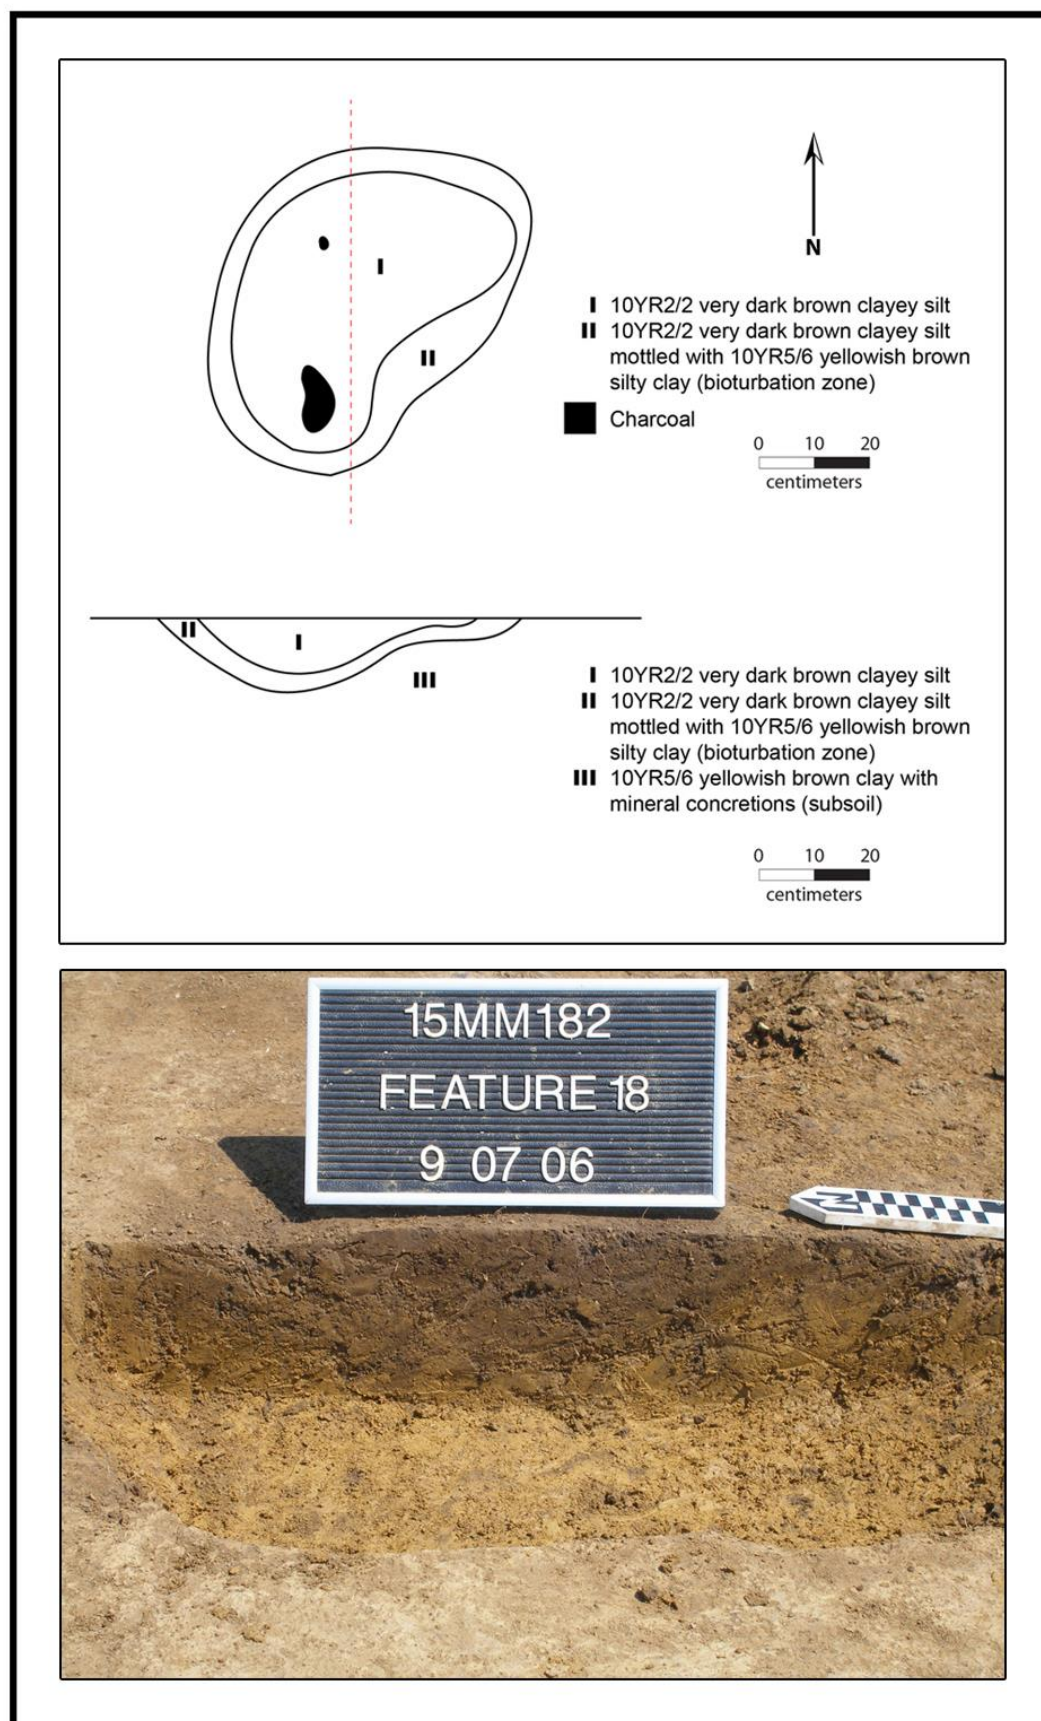 I
II
N
I 10YR2/2 very dark brown clayey silt
II 10YR2/2 very dark brown clayey silt
mottled with 10YR5/6 yellowish brown
silty clay (bioturbation zone)
Charcoal
0 10 20
centimeters
II
I
III
I 10YR2/2 very dark brown clayey silt
II 10YR2/2 very dark brown clayey silt
mottled with 10YR5/6 yellowish brown
silty clay (bioturbation zone)
III 10YR5/6 yellowish brown clay with
mineral concretions (subsoil)
0 10 20
centimeters
15MM182
FEATURE 18
9 07 06
N